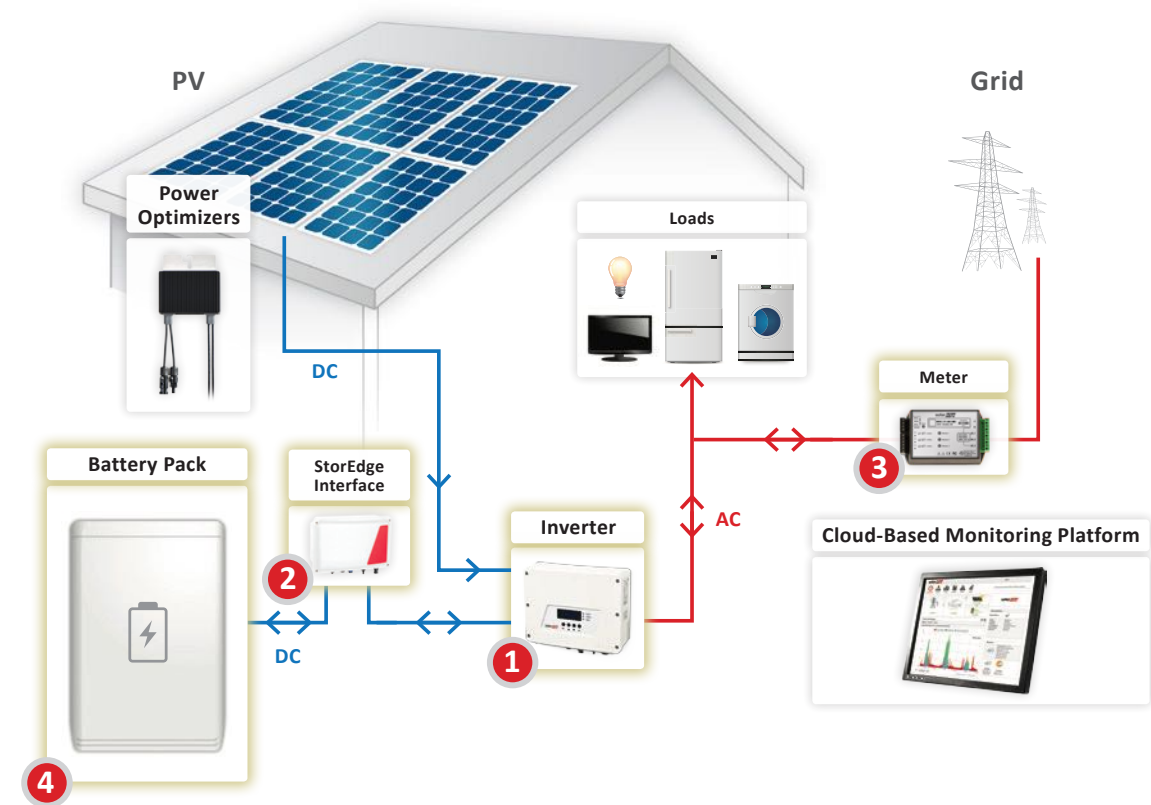 PV
Grid
Power
Optimizers
Loads
DC
Meter
3
Battery Pack
StorEdge
Interface
Inverter
AC
Cloud-Based Monitoring Platform
2
DC
1
4